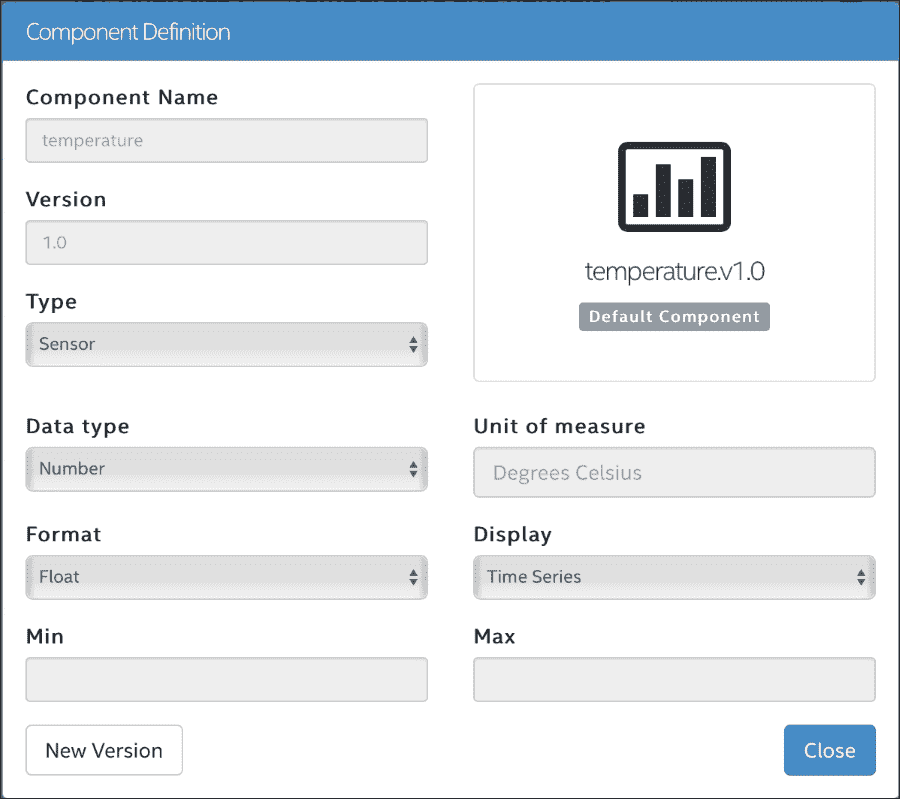 Component Definition
Component Name
temperature
Version
1.0
Type
Sensor
temperature.v1.0
Default Component
Data type
Number
Unit of measure
Degrees Celsius
Format
Float
Display
Time Series
Min
Max
New Version
Close